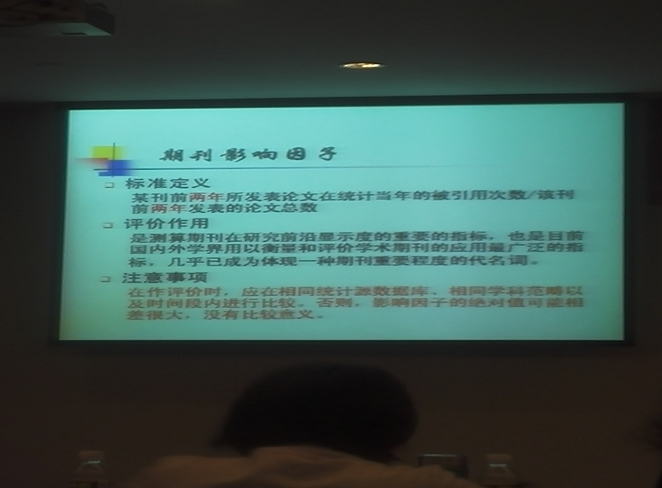 期刊影响因子
标准定义
某刊前两年所发表论文在统计当年的被引用次数/该刊
前两年发表的论文总数
评价作用
是测算期刊在研究前沿显示度的重要的指标，也是目前
国内外学界用以衡量和评价学术期刊的应用最广泛的指
标，几乎已成为体现一种期刊重要程度的代名词。
注意事项
在作评价时，应在相同统计源数据库、相同学科范畴以
及时间段内进行比较。否则，影响因子的绝对值可能相
差很大，没有比较意义。